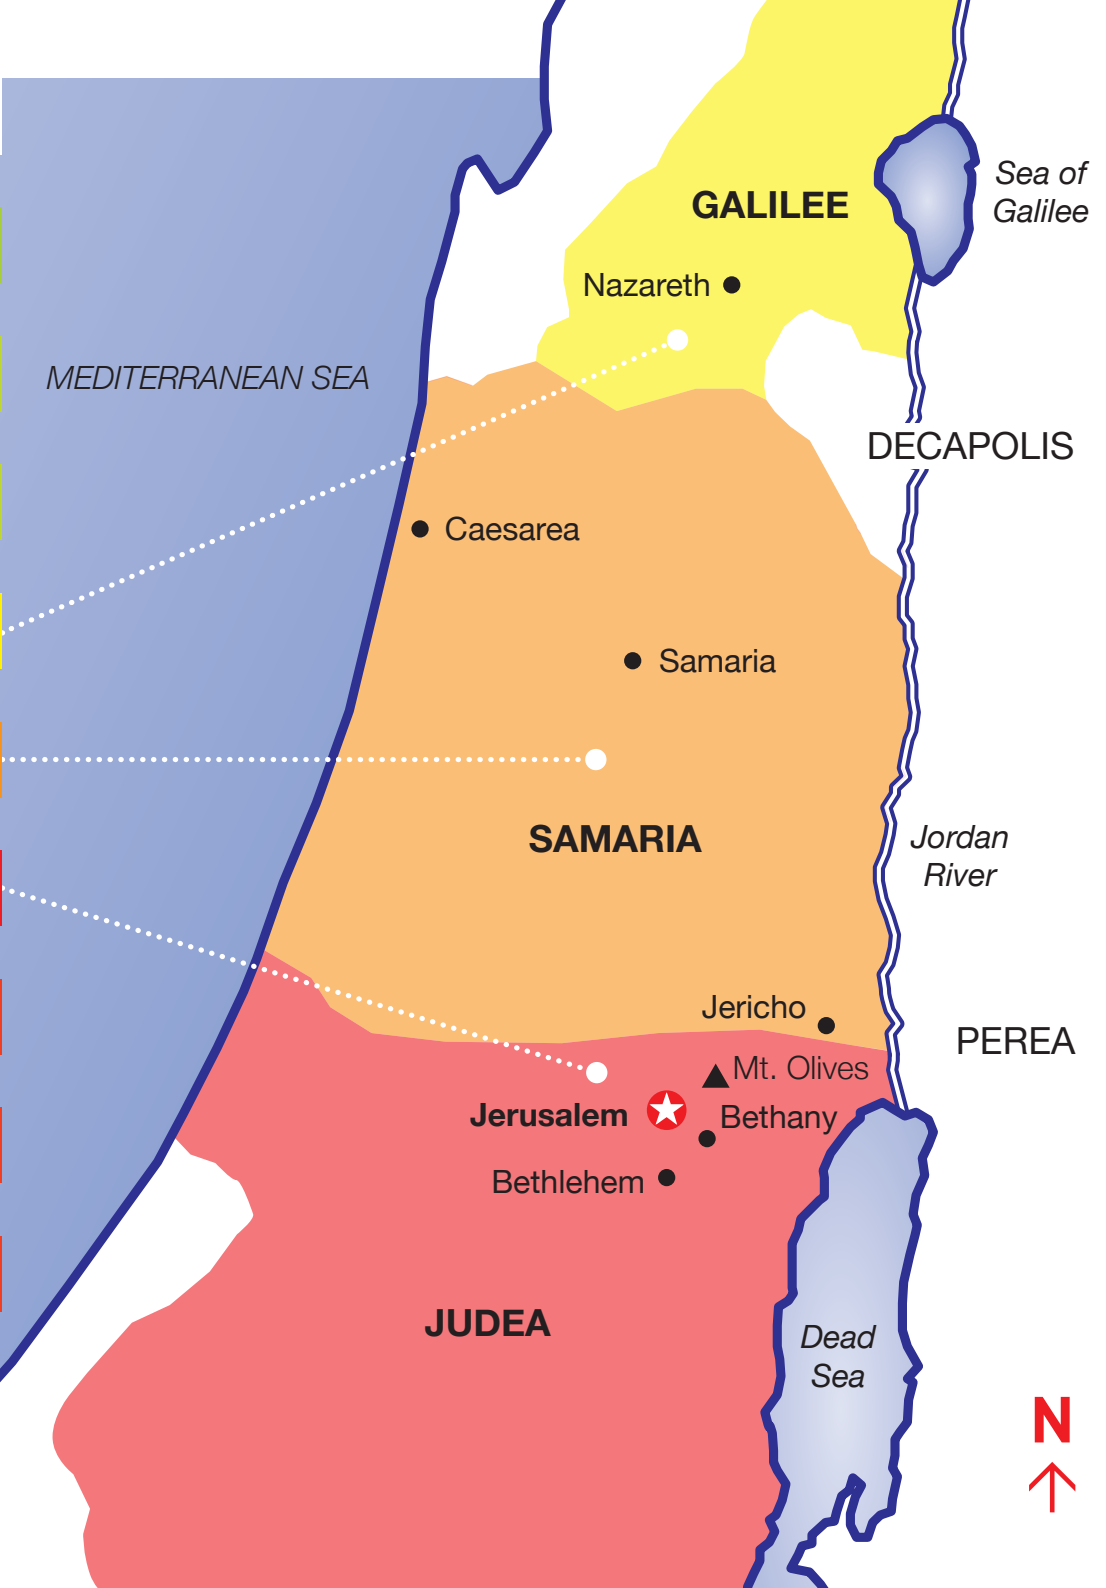 Sea of
Galilee
GALILEE
Nazareth
MEDITERRANEAN SEA
DECAPOLIS
Caesarea
Samaria
SAMARIA
Jordan
River
Jericho
PEREA
Mt. Olives
Jerusalem
Bethany
Bethlehem
JUDEA
Dead
Sea
N